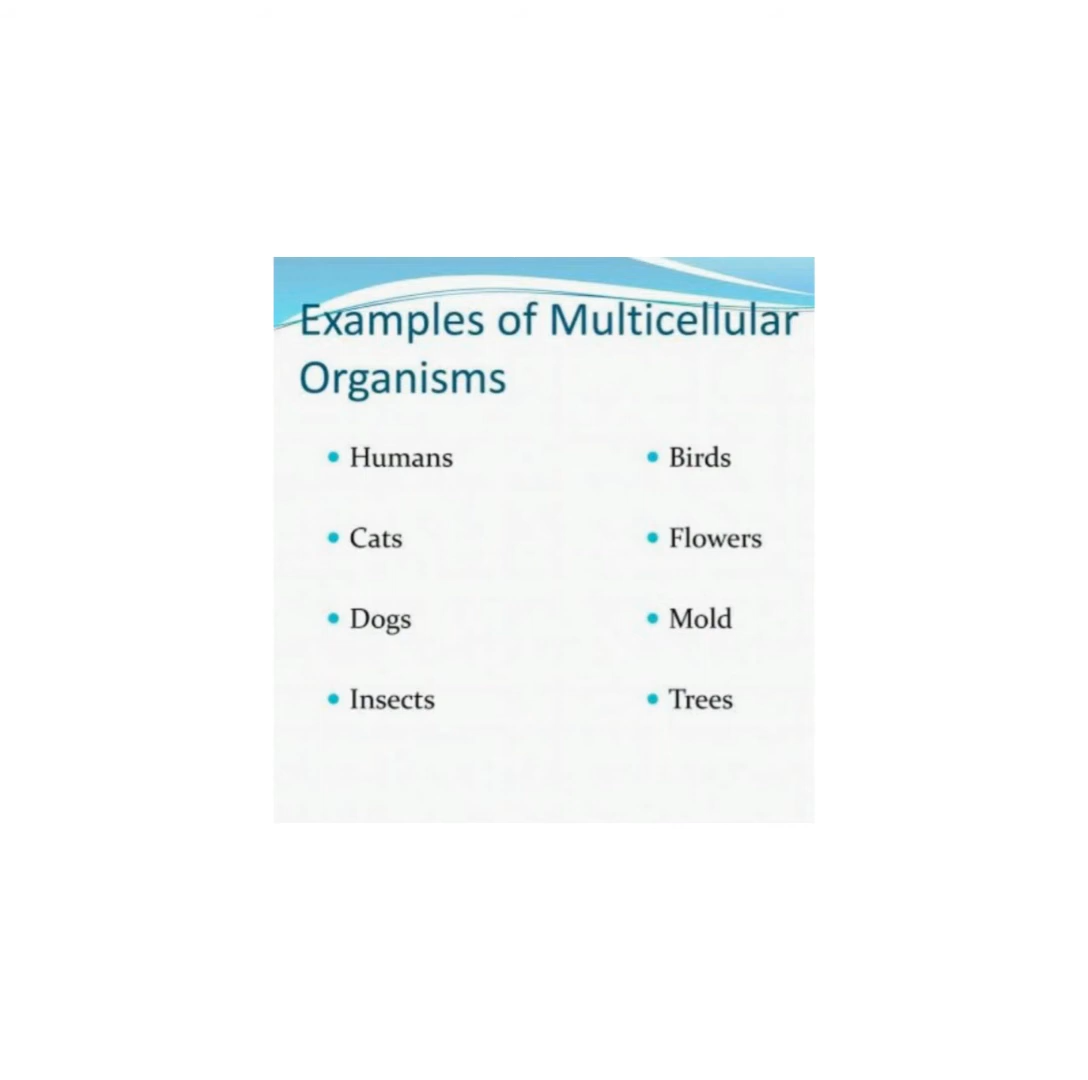 Examples of Multicellular
Organisms
• Humans
• Cats
• Dogs
• Insects
• Birds
• Flowers
• Mold
• Trees